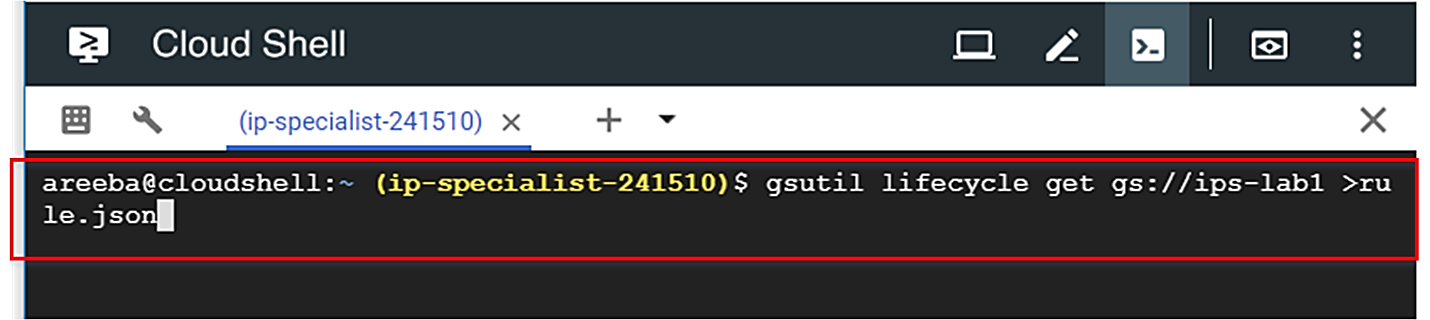 Cloud Shell
(ip-specialist-241510)
areeba@cloudshell:~ (ip-specialist-241510)$ gsutil lifecycle get gs://ips-lab1 >ru
le.json